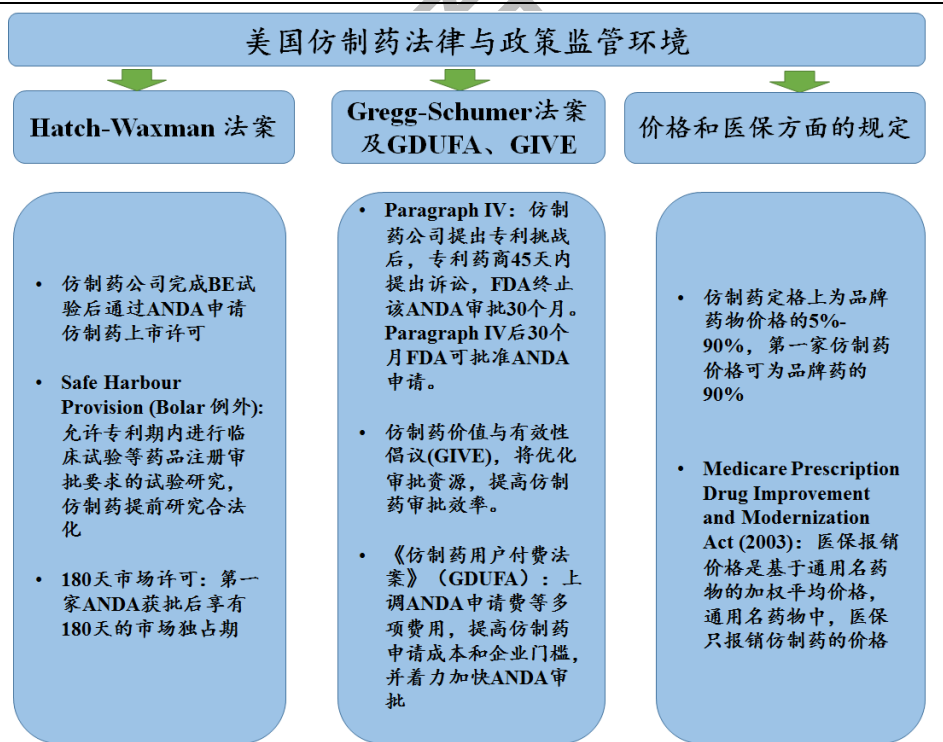 美国仿制药法律与政策监管环境
Hatch-Waxman 法案
Gregg-Schumer法案
及GDUFA、GIVE
价格和医保方面的规定
• 仿制药公司完成BE试
验后通过ANDA申请
仿制药上市许可
• Safe Harbour
Provision (Bolar 例外):
允许专利期内进行临
床试验等药品注册审
批要求的试验研究，
仿制药提前研究合法
化
• 180天市场许可：第一
家ANDA获批后享有
180天的市场独占期
• Paragraph IV：仿制
药公司提出专利挑战
后，专利药商45天内
提出诉讼，FDA终止
该ANDA审批30个月。
Paragraph IV后30个
月FDA可批准ANDA
申请。
• 仿制药价值与有效性
倡议(GIVE)，将优化
审批资源，提高仿制
药审批效率。
• 《仿制药用户付费法
案》（GDUFA）：上
调ANDA申请费等多
项费用，提高仿制药
申请成本和企业门槛，
并着力加快ANDA审
批
• 仿制药定格上为品牌
药物价格的5%-
90%，第一家仿制药
价格可为品牌药的
90%
• Medicare Prescription
Drug Improvement
and Modernization
Act (2003)：医保报销
价格是基于通用名药
物的加权平均价格，
通用名药物中，医保
只报销仿制药的价格